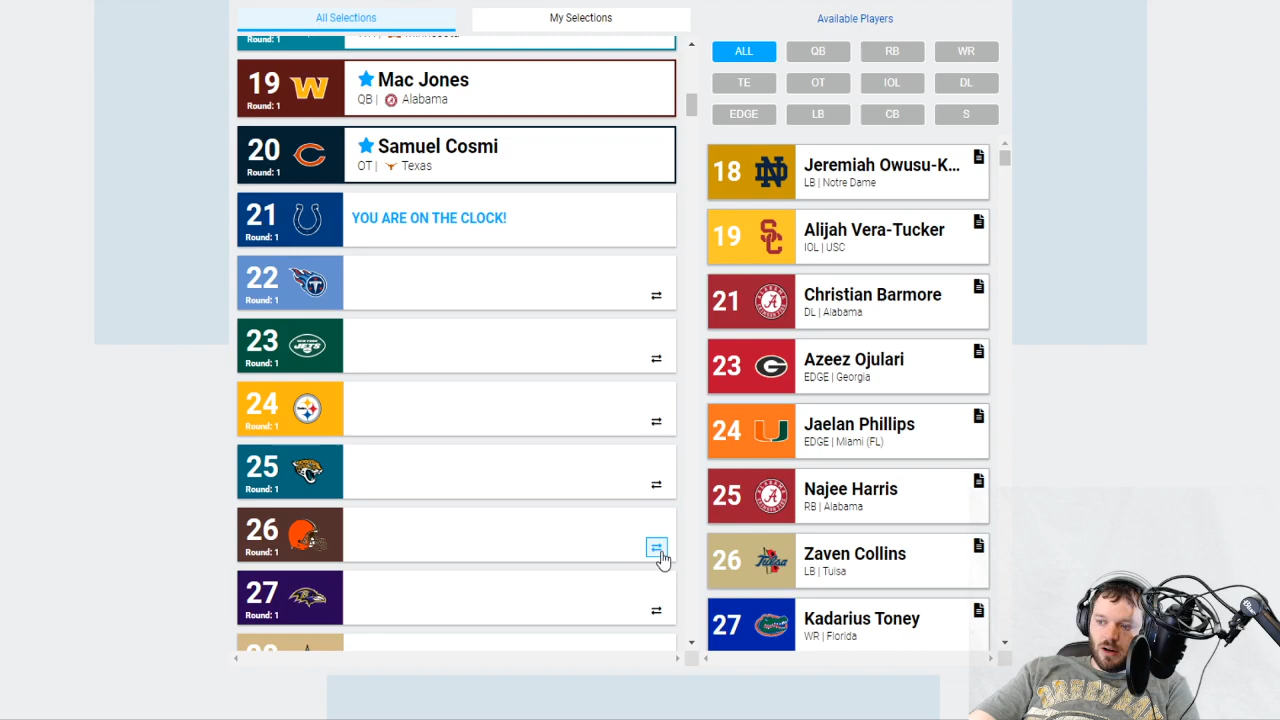 All Selections
My Selections
Available Players
Round: 1
19
Round: 1
Mac Jones
QB | Alabama
20
Round: 1
Samuel Cosmi
OT | Texas
21
Round: 1
YOU ARE ON THE CLOCK!
22
Round: 1
23
Round: 1
JETS
24
Round: 1
25
Round: 1
26
Round: 1
27
Round: 1
ALL
QB
RB
WR
TE
OT
IOL
DL
EDGE
LB
CB
S
18
Jeremiah Owusu-K...
LB | Notre Dame
19
Alijah Vera-Tucker
IOL | USC
21
Christian Barmore
DL | Alabama
23
Azeez Ojulari
EDGE | Georgia
24
Jaelan Phillips
EDGE | Miami (FL)
25
Najee Harris
RB | Alabama
26
Tulsa
Zaven Collins
LB | Tulsa
27
Kadarius Toney
WR | Florida